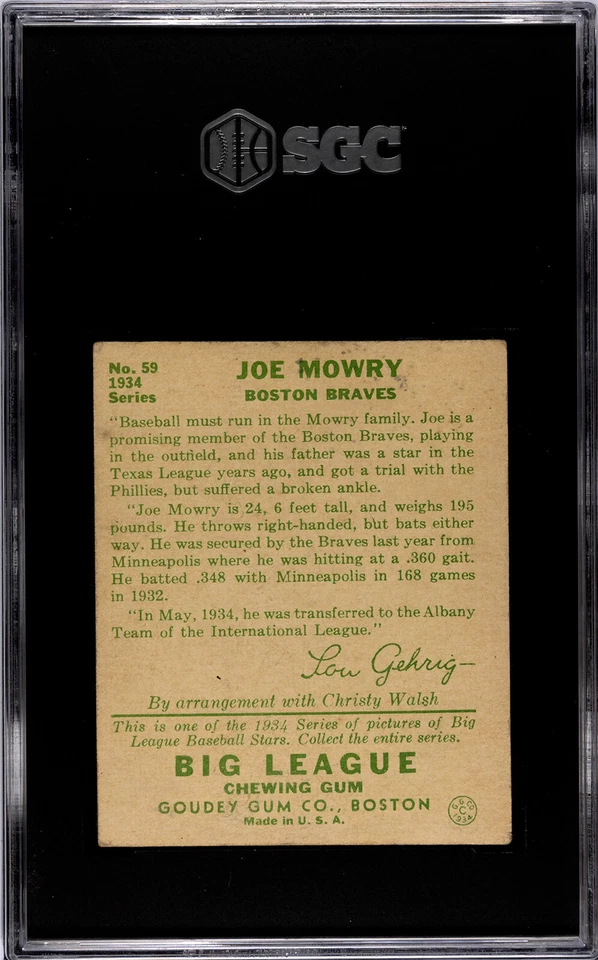 SGC
No. 59
1934
Series
JOE MOWRY
BOSTON BRAVES
"Baseball must run in the Mowry family. Joe is a
promising member of the Boston Braves, playing
in the outfield, and his father was a star in the
Texas League years ago, and got a trial with the
Phillies, but suffered a broken ankle.
"Joe Mowry is 24, 6 feet tall, and weighs 195
pounds. He throws right-handed, but bats either
way. He was secured by the Braves last year from
Minneapolis where he was hitting at a .360 gait.
He batted .348 with Minneapolis in 168 games
in 1932.
"In May, 1934, he was transferred to the Albany
Team of the International League."
Lou Gehrig
By arrangement with Christy Walsh
This is one of the 1934 Series of pictures of Big
League Baseball Stars. Collect the entire series.
BIG LEAGUE
CHEWING GUM
GOUDEY GUM CO., BOSTON
Made in U. S. A.
G.G.CO.
C
1934